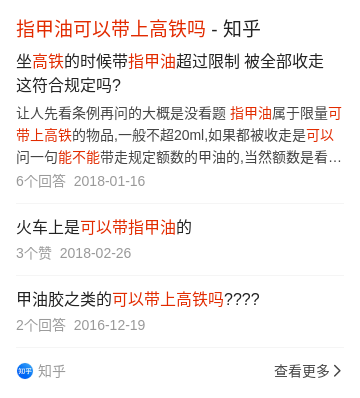 指甲油可以带上高铁吗 - 知乎
坐高铁的时候带指甲油超过限制 被全部收走
这符合规定吗?
让人先看条例再问的大概是没看题 指甲油属于限量可
带上高铁的物品,一般不超20ml,如果都被收走是可以
问一句能不能带走规定额数的甲油的,当然额数是看...
6个回答 2018-01-16
火车上是可以带指甲油的
3个赞 2018-02-26
甲油胶之类的可以带上高铁吗????
2个回答 2016-12-19
知乎 知乎 查看更多